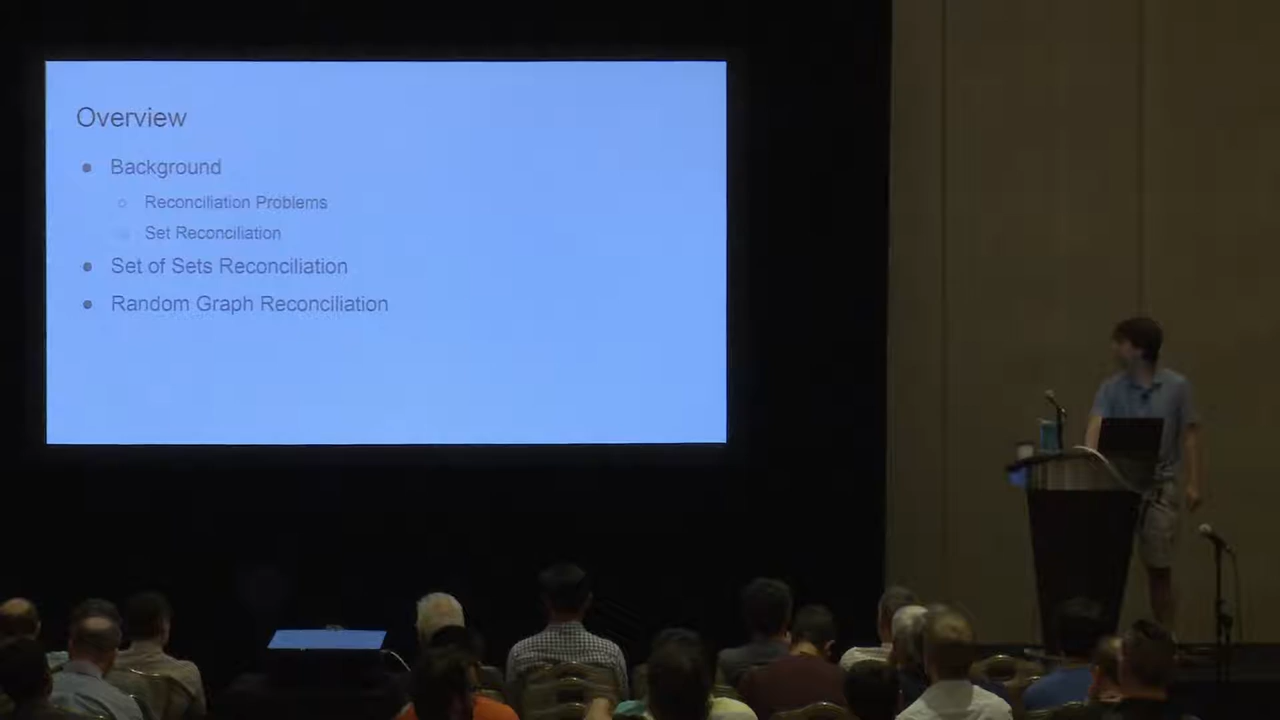 Overview
Background
Reconciliation Problems
Set Reconciliation
Set of Sets Reconciliation
Random Graph Reconciliation